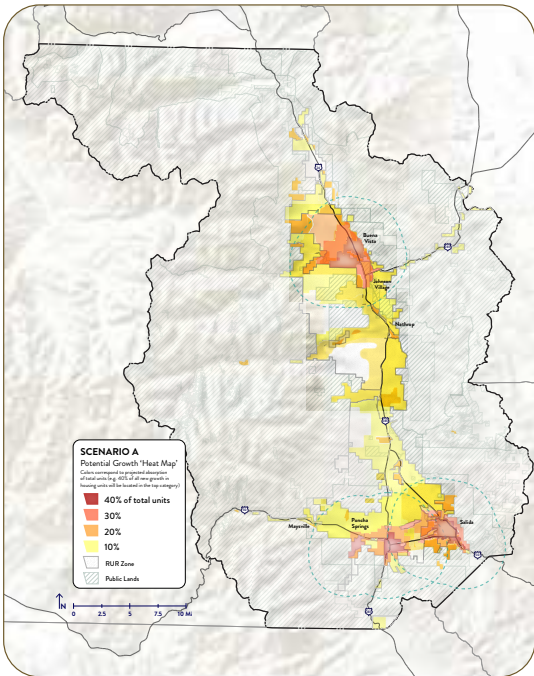 Buena
Vista
Johnson
Village
Nathrop
SCENARIO A
Potential Growth 'Heat Map'
Colors correspond to projected absorption
of total units (e.g. 40% of all new growth in
housing units will be located in the top category)
40% of total units
30%
20%
10%
RUR Zone
Public Lands
Maysville
Poncha
Springs
Salida
N
0 2.5 5 7.5 10 Mi